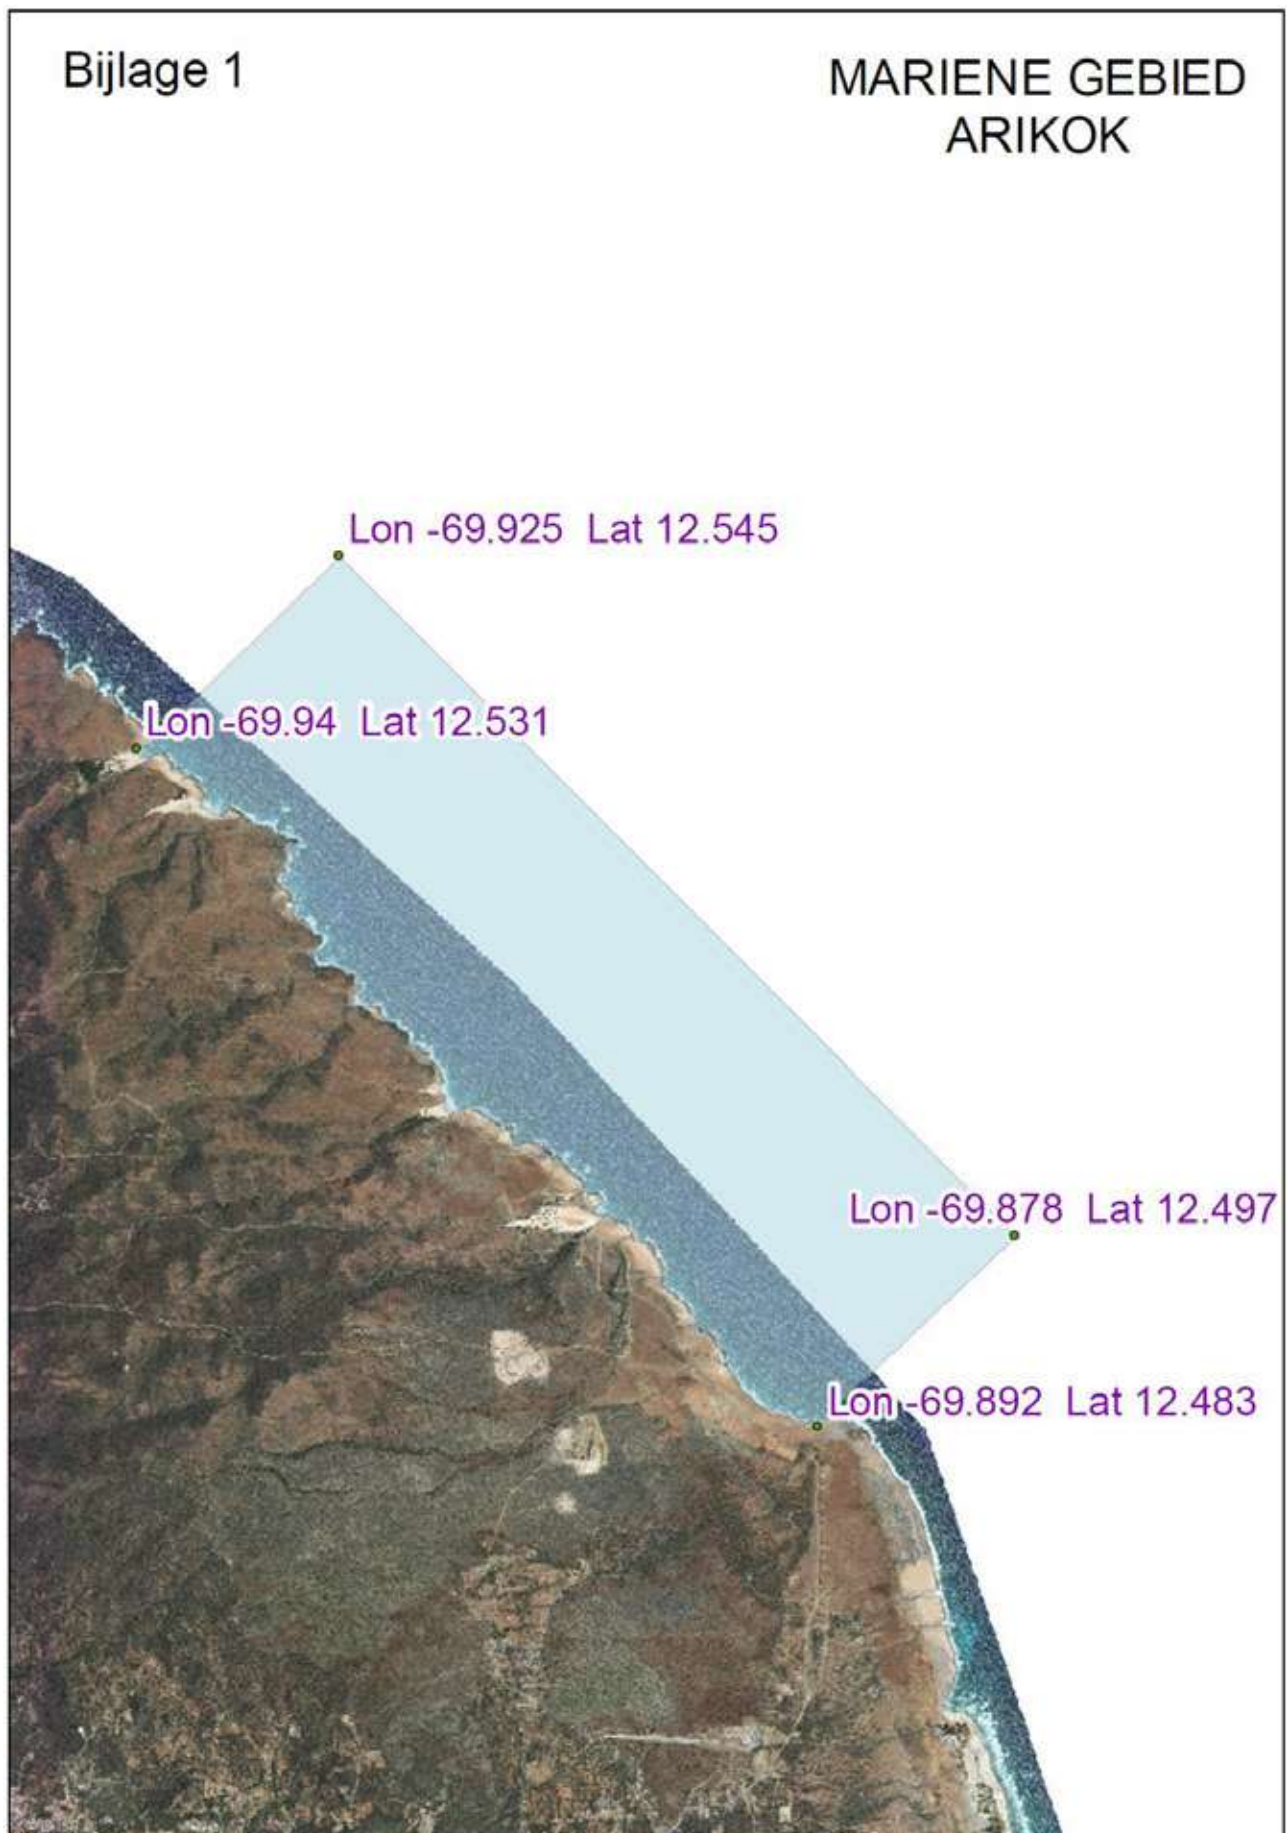 Bijlage 1
MARIENE GEBIED
ARIKOK
Lon -69.925  Lat 12.545
Lon -69.94  Lat 12.531
Lon -69.878  Lat 12.497
Lon -69.892  Lat 12.483